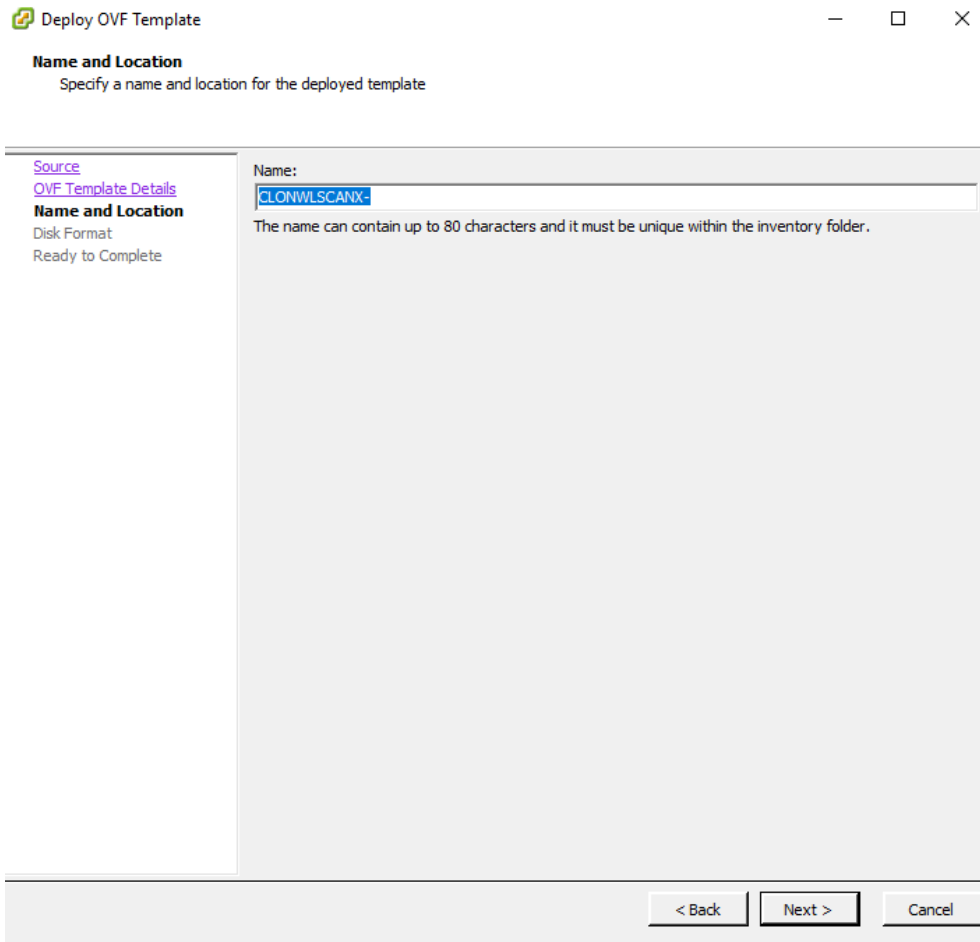 Deploy OVF Template
Name and Location
Specify a name and location for the deployed template
Source
OVF Template Details
Name and Location
Disk Format
Ready to Complete
Name:
CLONWLSCANX-
The name can contain up to 80 characters and it must be unique within the inventory folder.
< Back
Next >
Cancel